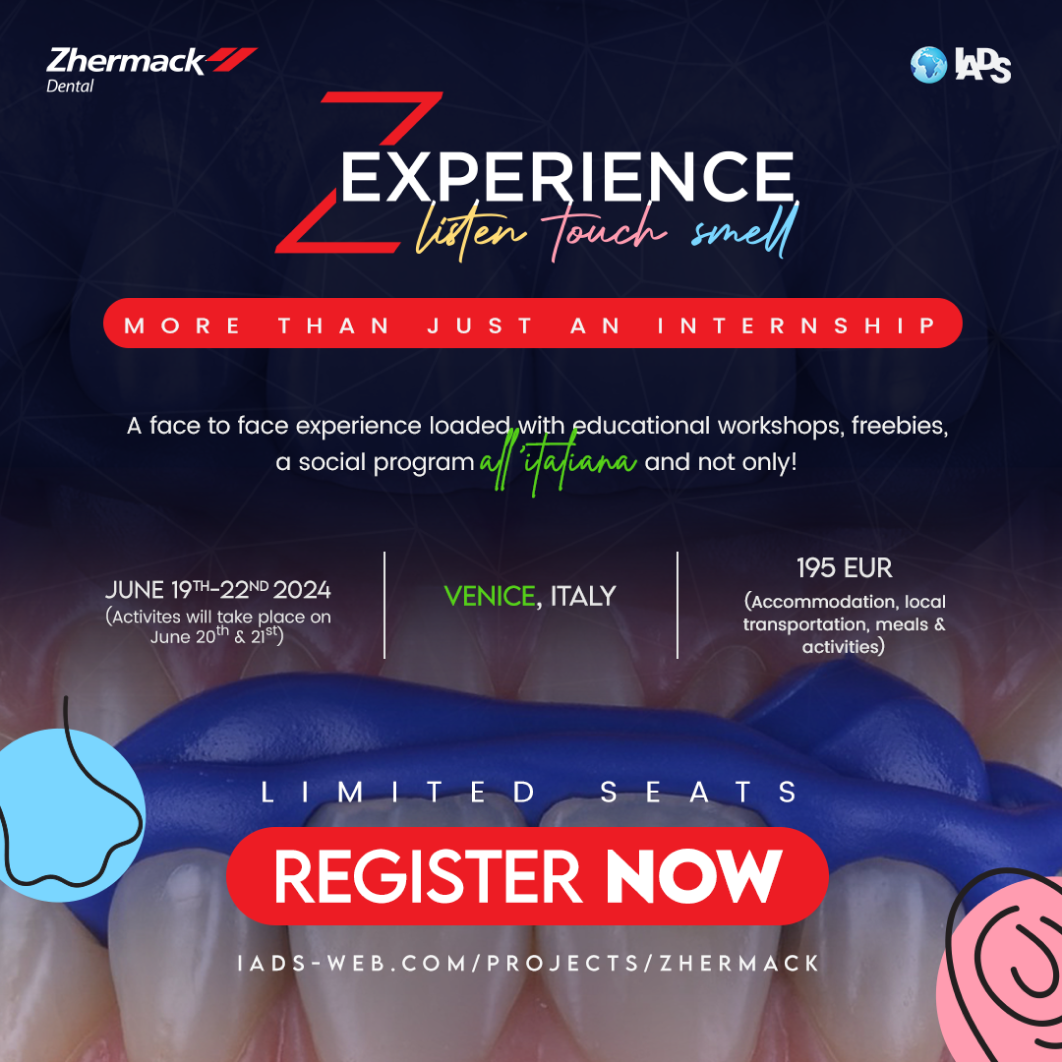 Zhermack
Dental
IADS
Z
EXPERIENCE
listen touch smell
MORE THAN JUST AN INTERNSHIP
A face to face experience loaded with educational workshops, freebies,
a social program all'italiana and not only!
JUNE 19TH-22ND 2024
(Activites will take place on
June 20th & 21st)
VENICE, ITALY
195 EUR
(Accommodation, local
transportation, meals &
activities)
LIMITED SEATS
REGISTER NOW
IADS-WEB.COM/PROJECTS/ZHERMACK